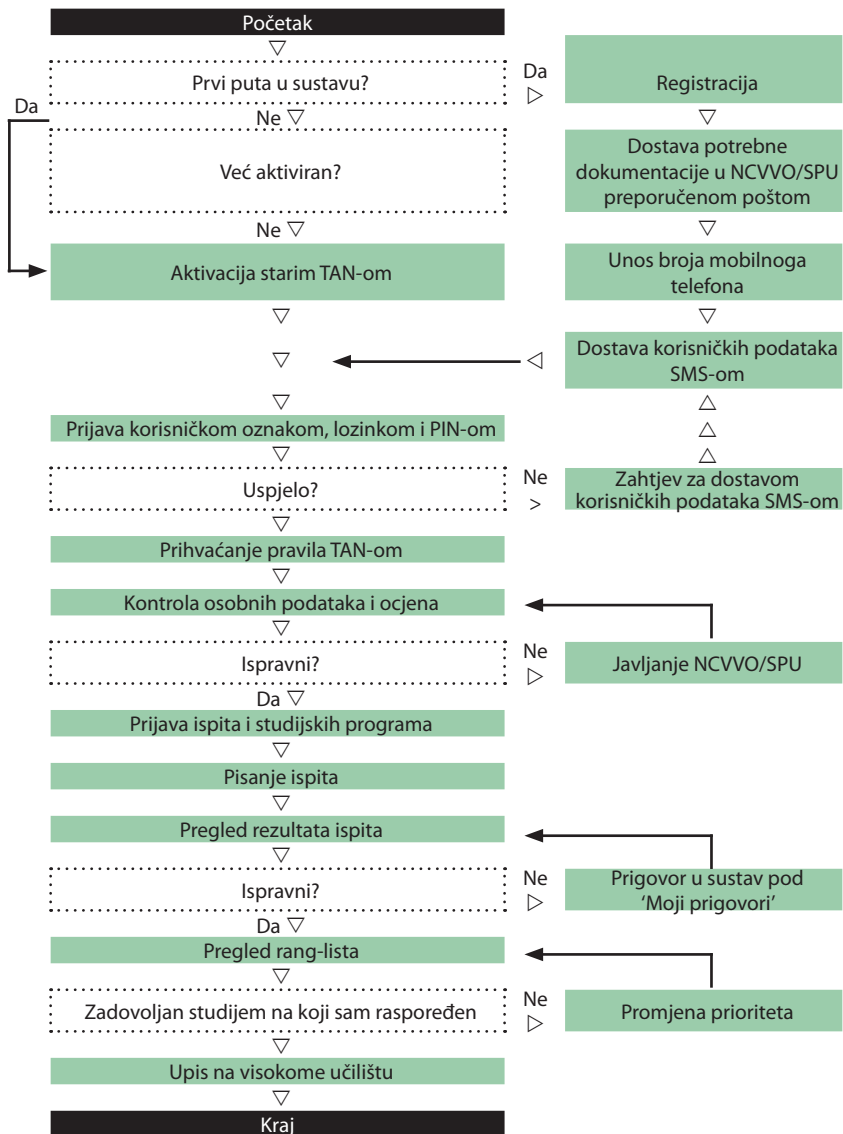 Početak
Prvi puta u sustavu?
Da
Registracija
Da
Ne
Dostava potrebne
dokumentacije u NCVVO/SPU
preporučenom poštom
Već aktiviran?
Ne
Aktivacija starim TAN-om
Unos broja mobilnoga
telefona
Dostava korisničkih podataka
SMS-om
Prijava korisničkom oznakom, lozinkom i PIN-om
Uspjelo?
Ne
>
Zahtjev za dostavom
korisničkih podataka SMS-om
Prihvaćanje pravila TAN-om
Kontrola osobnih podataka i ocjena
Ispravni?
Ne
Javljanje NCVVO/SPU
Da
Prijava ispita i studijskih programa
Pisanje ispita
Pregled rezultata ispita
Ispravni?
Ne
Prigovor u sustav pod
‘Moji prigovori’
Da
Pregled rang-lista
Zadovoljan studijem na koji sam raspoređen
Ne
Promjena prioriteta
Upis na visokome učilištu
Kraj